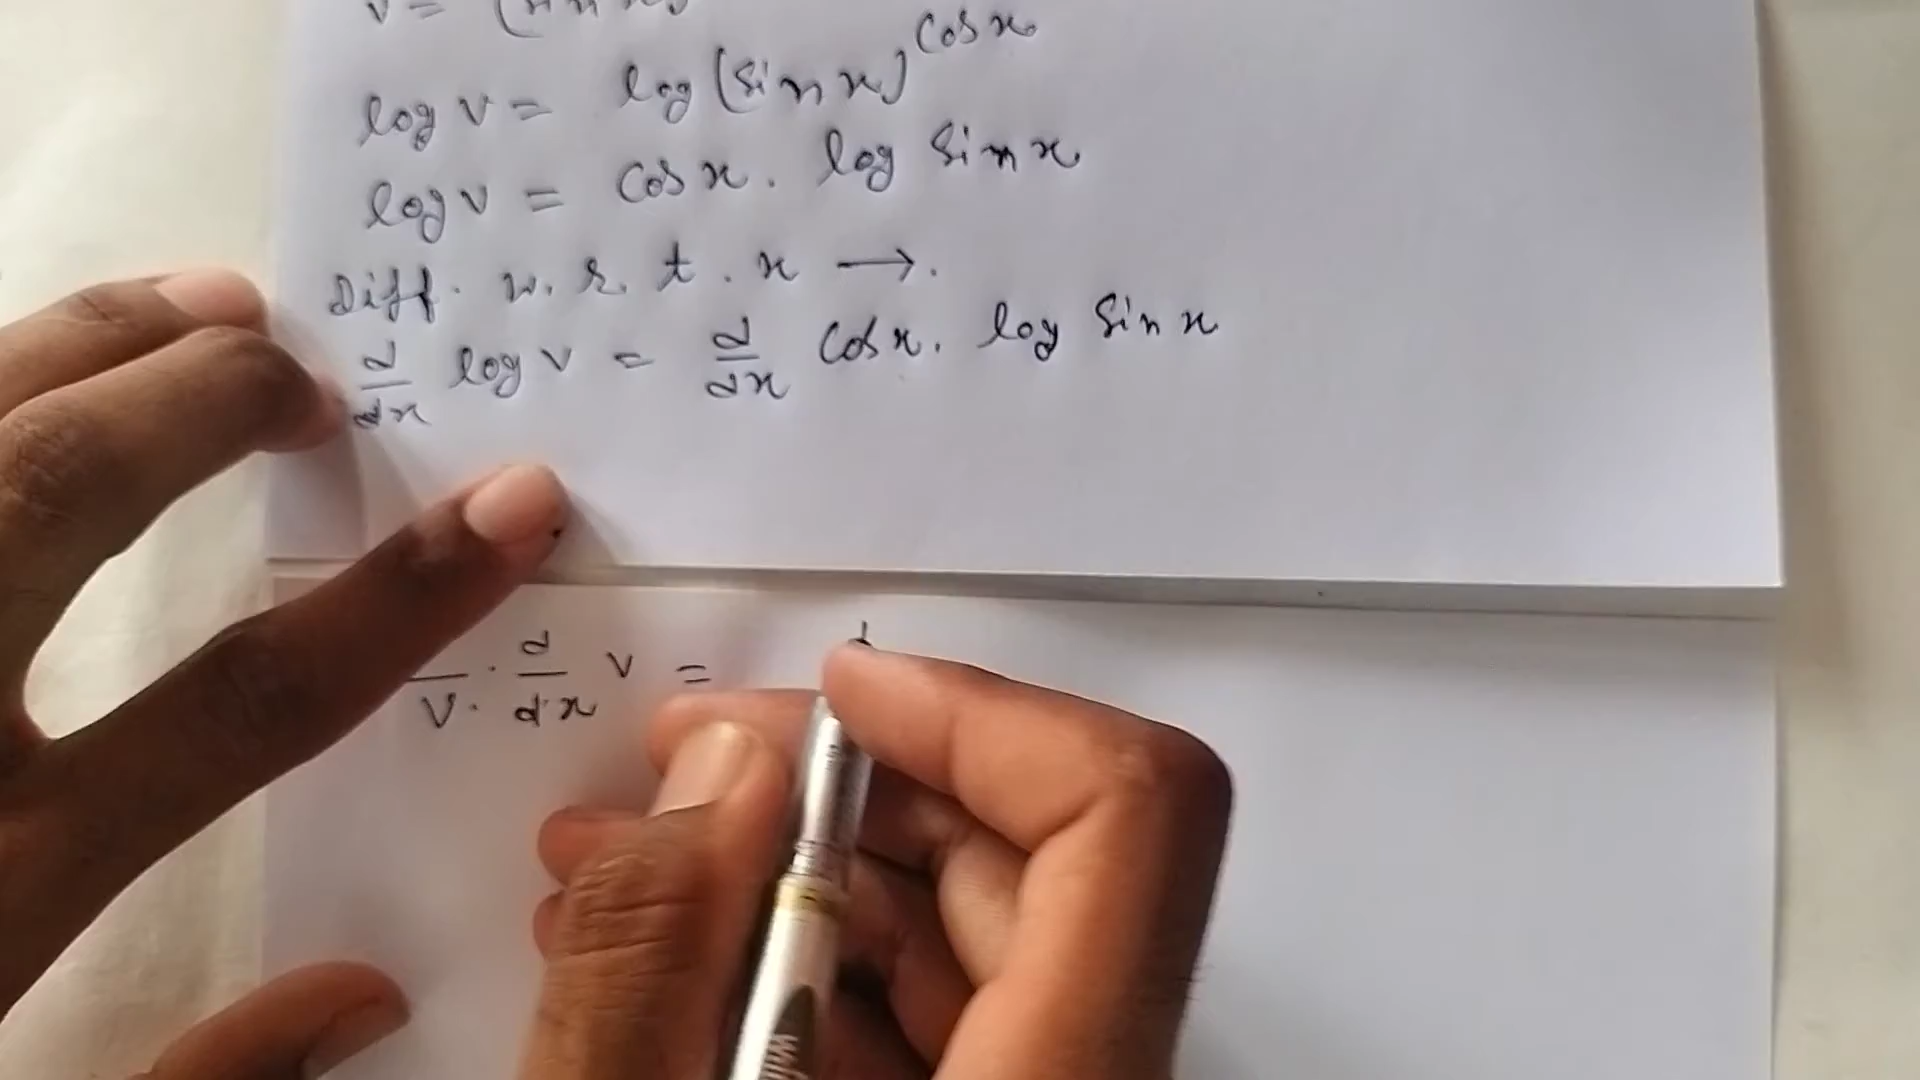 V =
log V = log (Sin x)^Cos x
log V = Cos x . log Sin x
Diff. w. r. t. x →.
d/dx log V = d/dx Cos x . log Sin x
V. d/dx V =